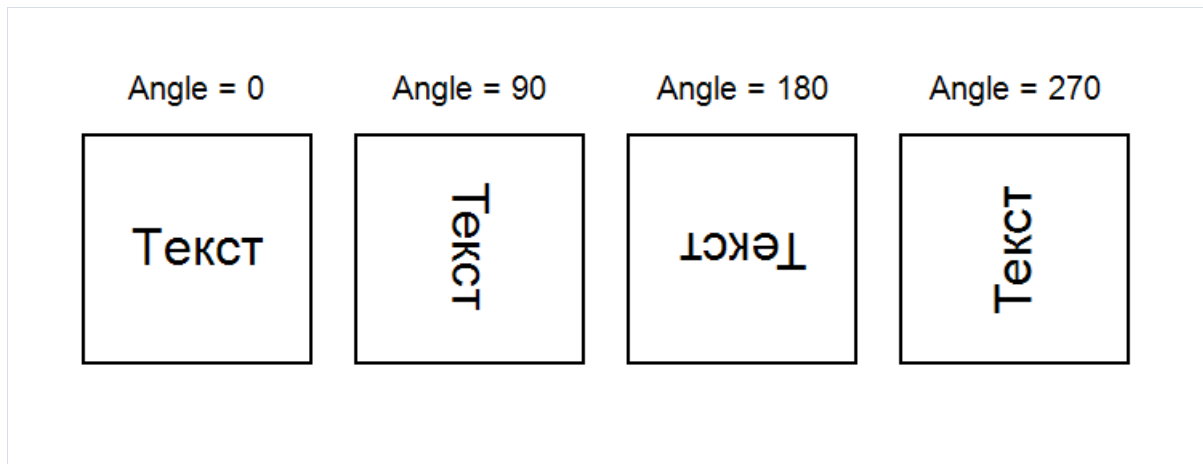 Angle = 0 Angle = 90 Angle = 180 Angle = 270
Текст Текст Текст Текст